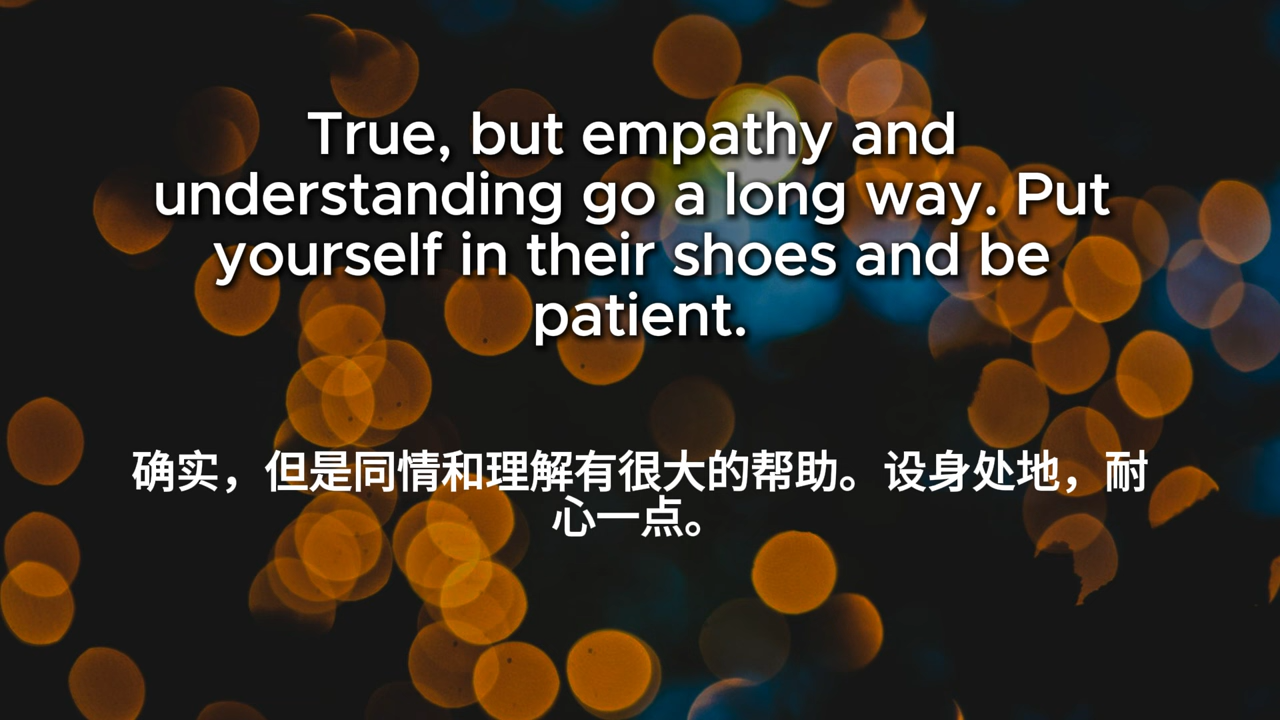 True, but empathy and
understanding go a long way. Put
yourself in their shoes and be
patient.
确实，但是同情和理解有很大的帮助。设身处地，耐
心一点。